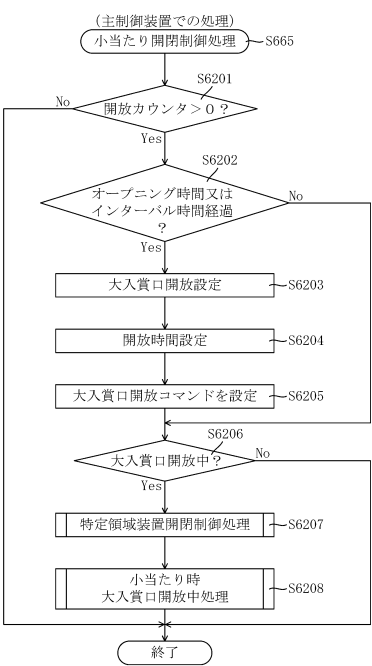 (主制御装置での処理)
小当たり開閉制御処理
S665
S6201
開放カウンタ>0?
No
Yes
S6202
オープニング時間又は
インターバル時間経過
?
No
Yes
大入賞口開放設定
S6203
開放時間設定
S6204
大入賞口開放コマンドを設定
S6205
S6206
大入賞口開放中?
No
Yes
特定領域装置開閉制御処理
S6207
小当たり時
大入賞口開放中処理
S6208
終了